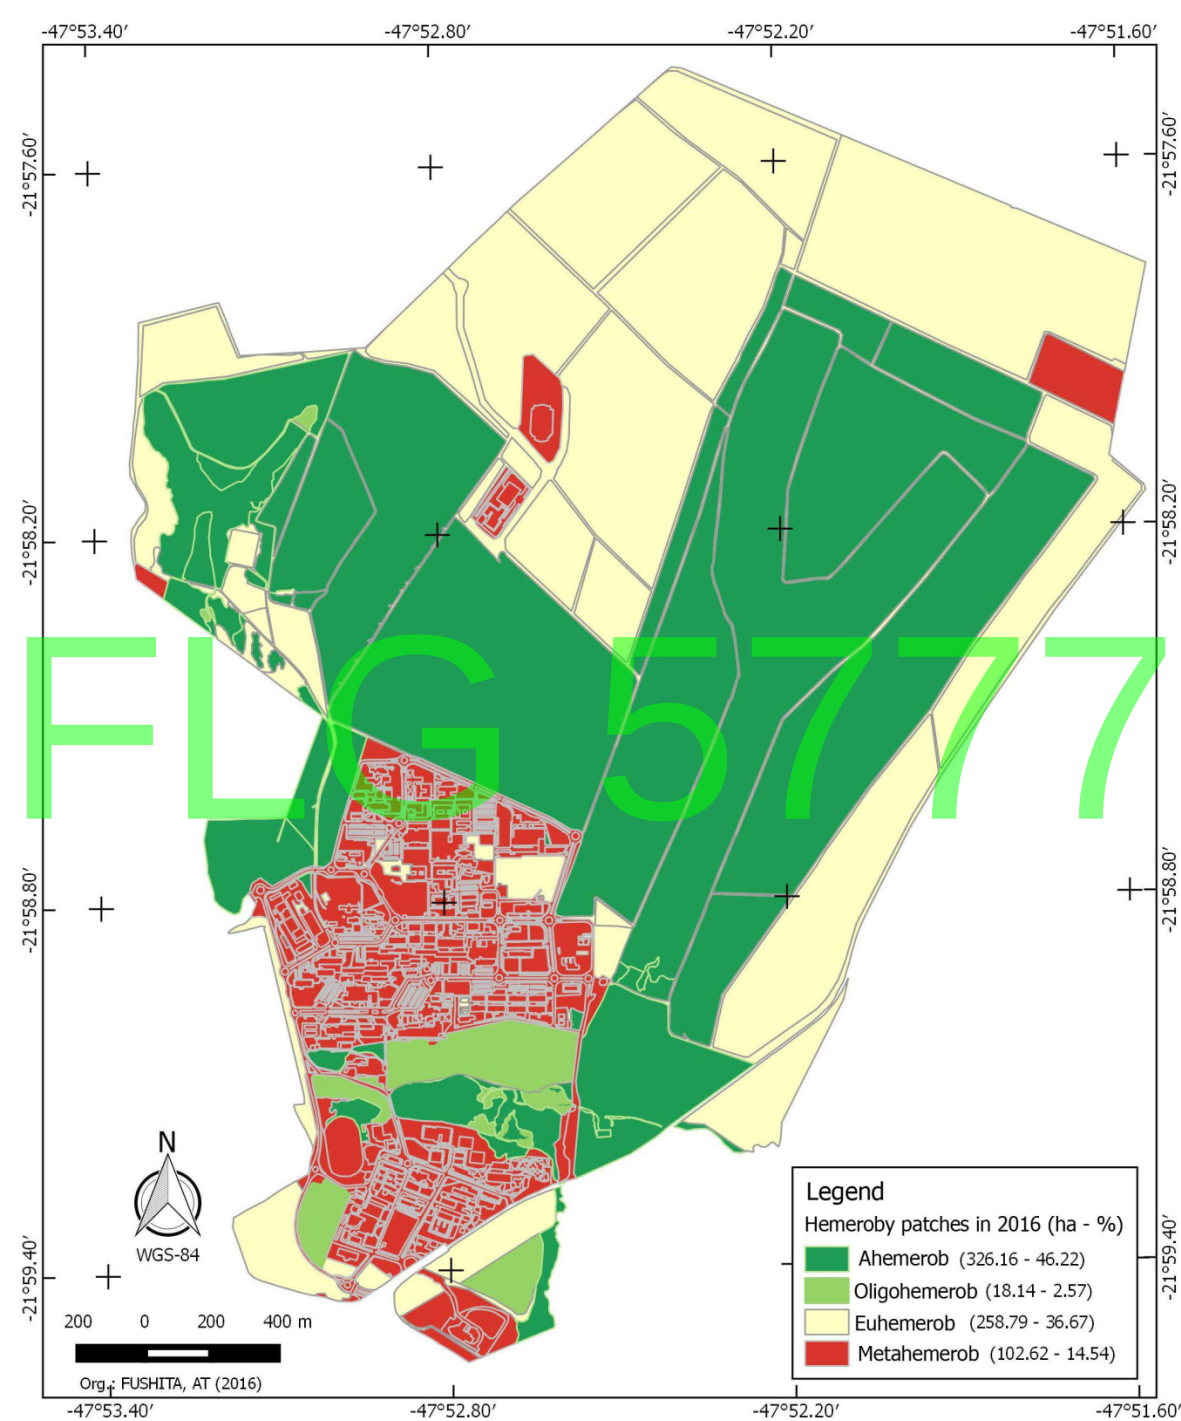 -47°53.40′ -47°52.80′ -47°52.20′ -47°51.60′
-21°57.60′ -21°57.60′
-21°58.20′ -21°58.20′
FLG 5777
-21°58.80′ -21°58.80′
N
WGS-84
-21°59.40′ -21°59.40′
Legend
Hemeroby patches in 2016 (ha - %)
Ahemerob (326.16 - 46.22)
Oligohemerob (18.14 - 2.57)
Euhemerob (258.79 - 36.67)
Metahemerob (102.62 - 14.54)
200 0 200 400 m
Org.: FUSHITA, AT (2016)
-47°53.40′ -47°52.80′ -47°52.20′ -47°51.60′